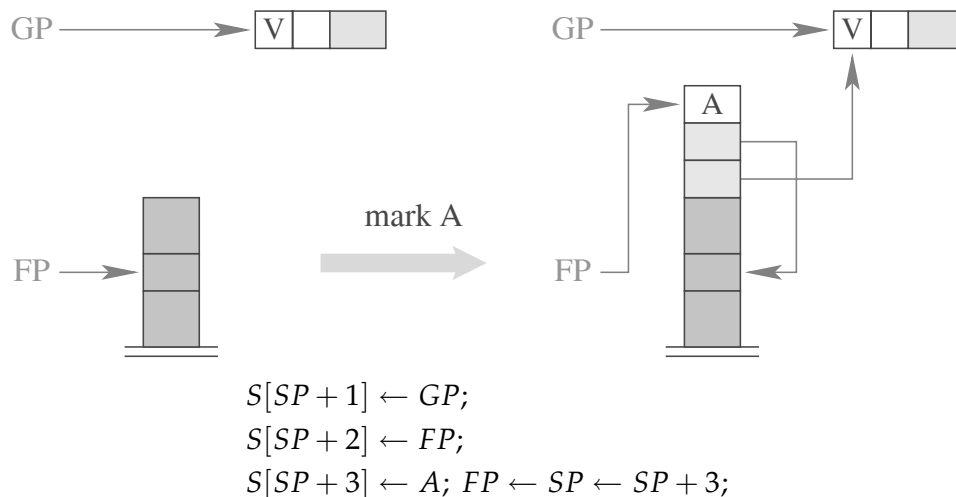 GP V GP V
A
mark A
FP FP
S[SP + 1] ← GP;
S[SP + 2] ← FP;
S[SP + 3] ← A; FP ← SP ← SP + 3;